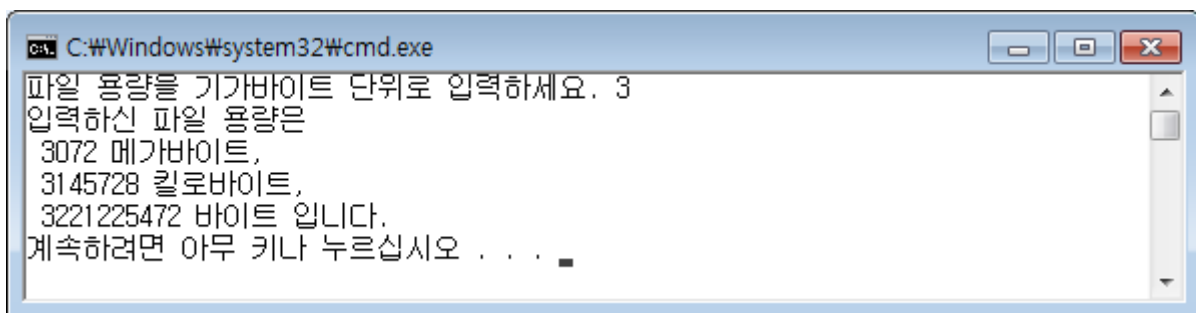 C:₩Windows₩system32₩cmd.exe
파일 용량을 기가바이트 단위로 입력하세요. 3
입력하신 파일 용량은
3072 메가바이트,
3145728 킬로바이트,
3221225472 바이트 입니다.
계속하려면 아무 키나 누르십시오 . . .